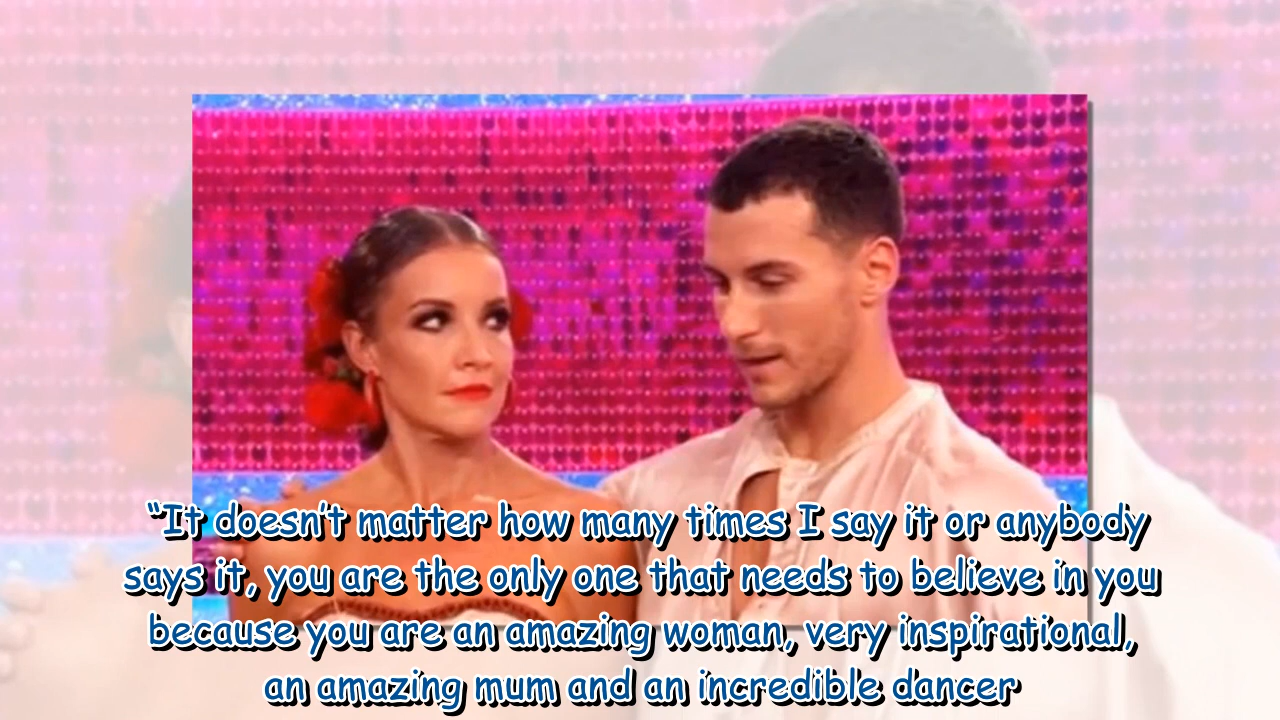 “It doesn’t matter how many times I say it or anybody
says it, you are the only one that needs to believe in you
because you are an amazing woman, very inspirational,
an amazing mum and an incredible dancer